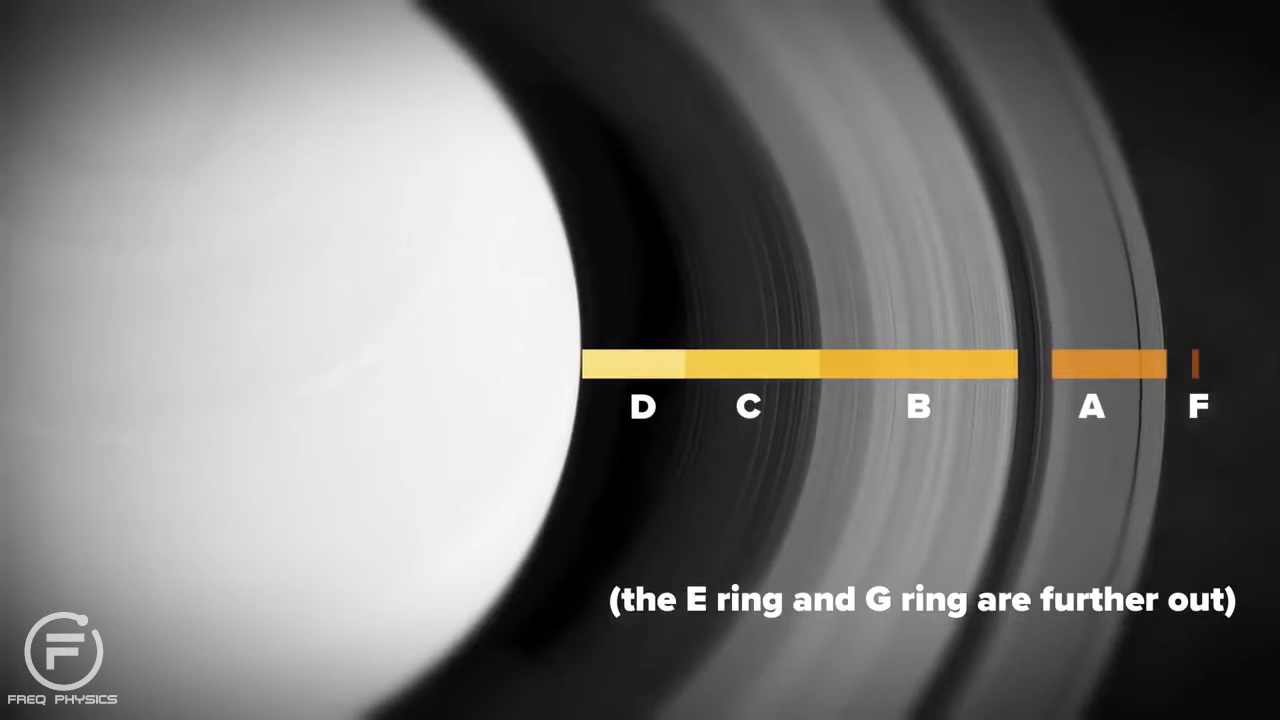 D C B A F
(the E ring and G ring are further out)
FREQ PHYSICS